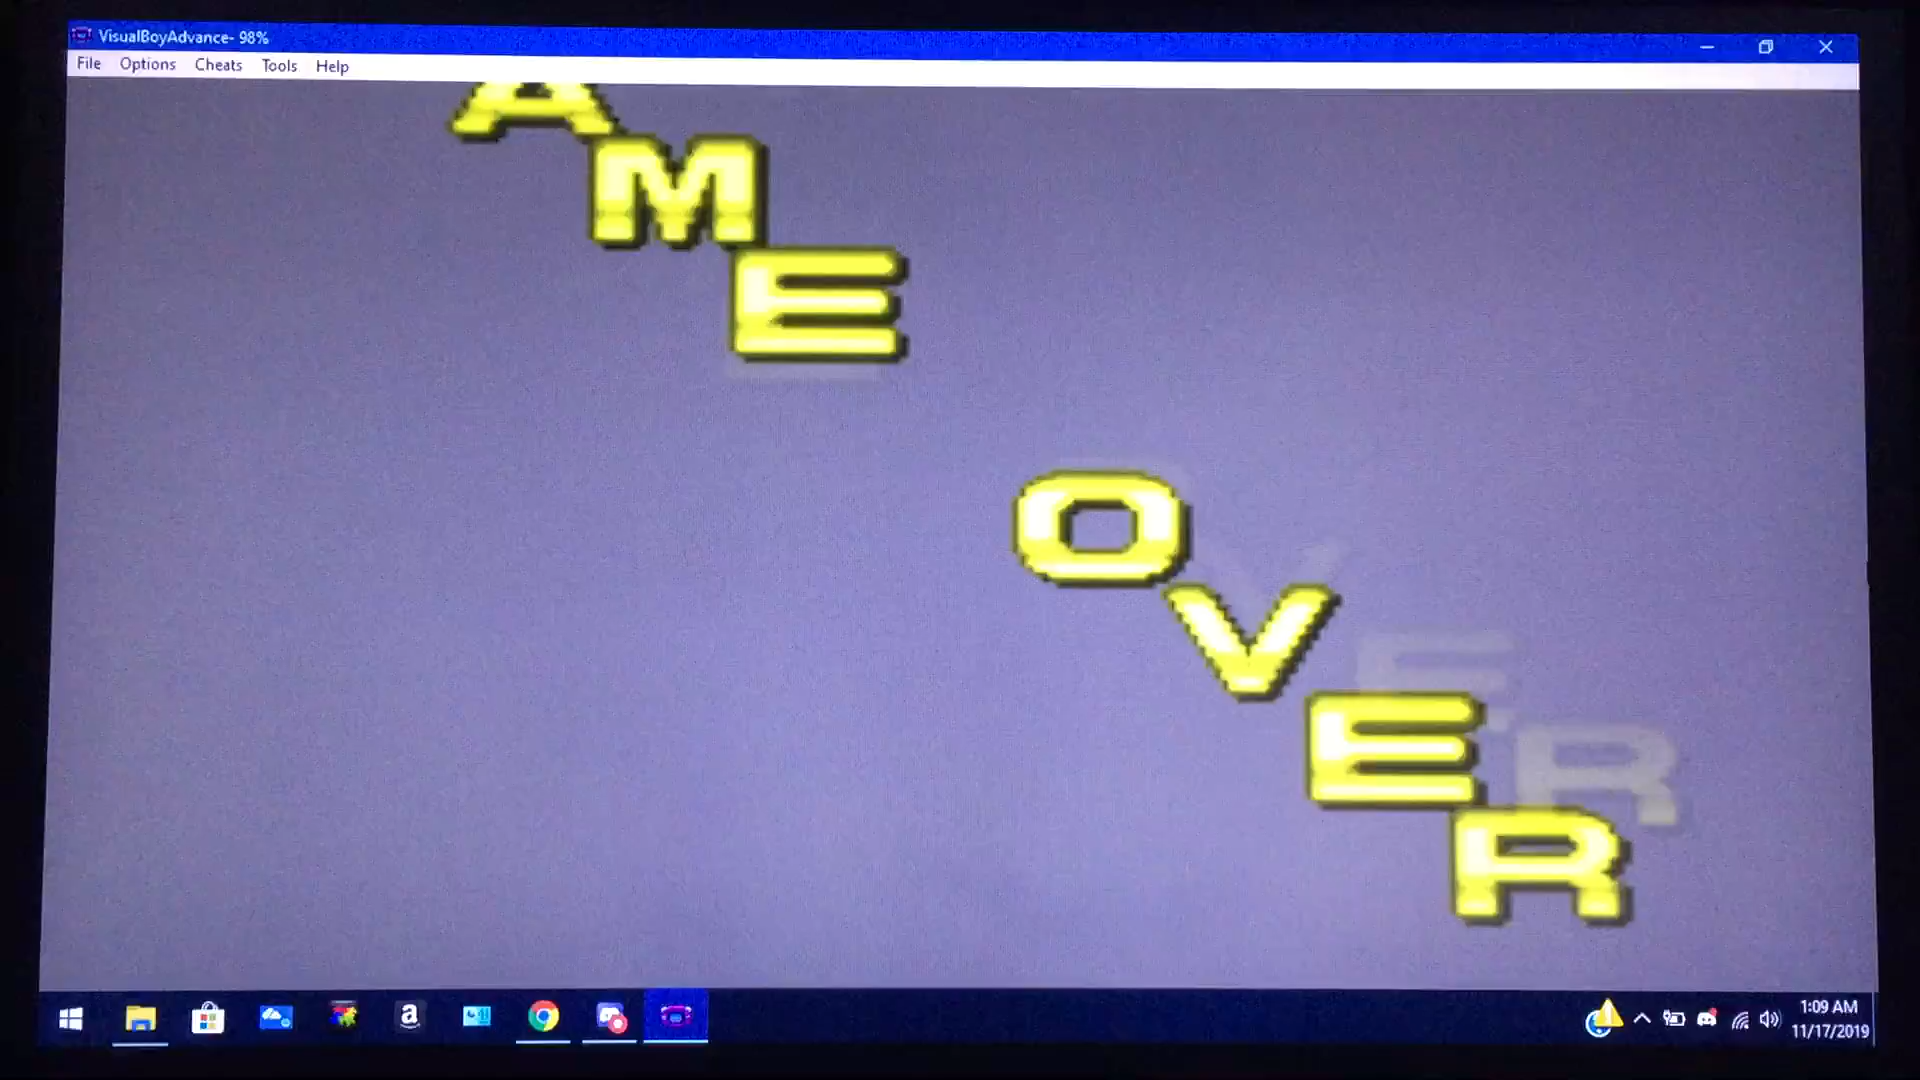 VisualBoyAdvance- 98%
File Options Cheats Tools Help
AME
OVER
1:09 AM
11/17/2019